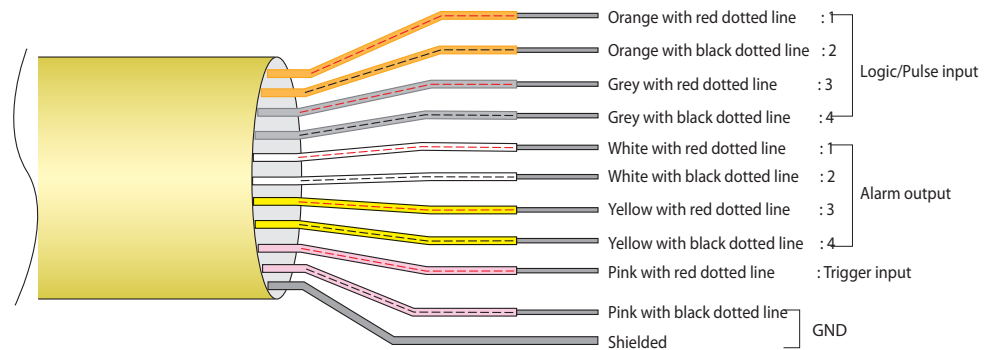 Orange with red dotted line : 1
Orange with black dotted line : 2
Logic/Pulse input
Grey with red dotted line : 3
Grey with black dotted line : 4
White with red dotted line : 1
White with black dotted line : 2
Alarm output
Yellow with red dotted line : 3
Yellow with black dotted line : 4
Pink with red dotted line : Trigger input
Pink with black dotted line
GND
Shielded